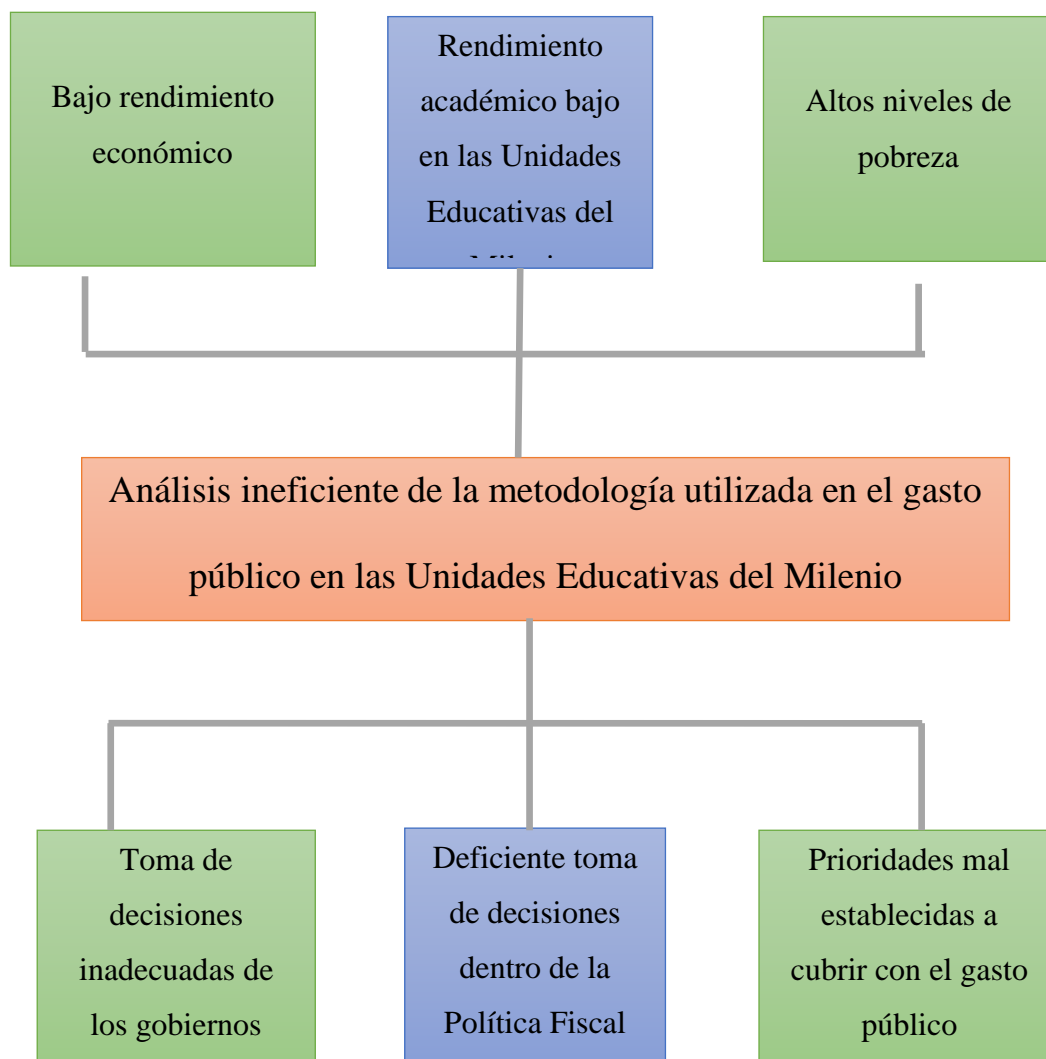 Bajo rendimiento
económico
Rendimiento
académico bajo
en las Unidades
Educativas del
Altos niveles de
pobreza
Análisis ineficiente de la metodología utilizada en el gasto
público en las Unidades Educativas del Milenio
Toma de
decisiones
inadecuadas de
los gobiernos
Deficiente toma
de decisiones
dentro de la
Política Fiscal
Prioridades mal
establecidas a
cubrir con el gasto
público